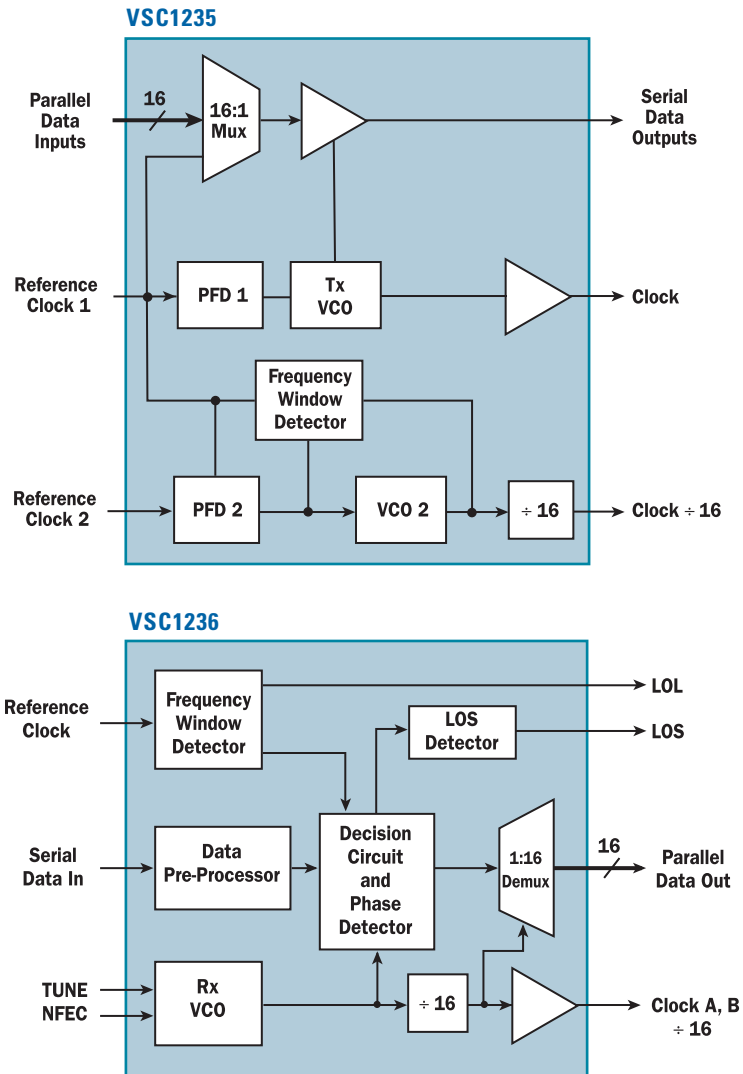 VSC1235
Parallel
Data
Inputs
16
16:1
Mux
Serial
Data
Outputs
Reference
Clock 1
PFD 1
Tx
VCO
Clock
Frequency
Window
Detector
Reference
Clock 2
PFD 2
VCO 2
÷ 16
Clock ÷ 16
VSC1236
Reference
Clock
Frequency
Window
Detector
LOL
LOS
Detector
LOS
Serial
Data In
Data
Pre-Processor
Decision
Circuit
and
Phase
Detector
1:16
Demux
16
Parallel
Data Out
TUNE
NFEC
Rx
VCO
÷ 16
Clock A, B
÷ 16